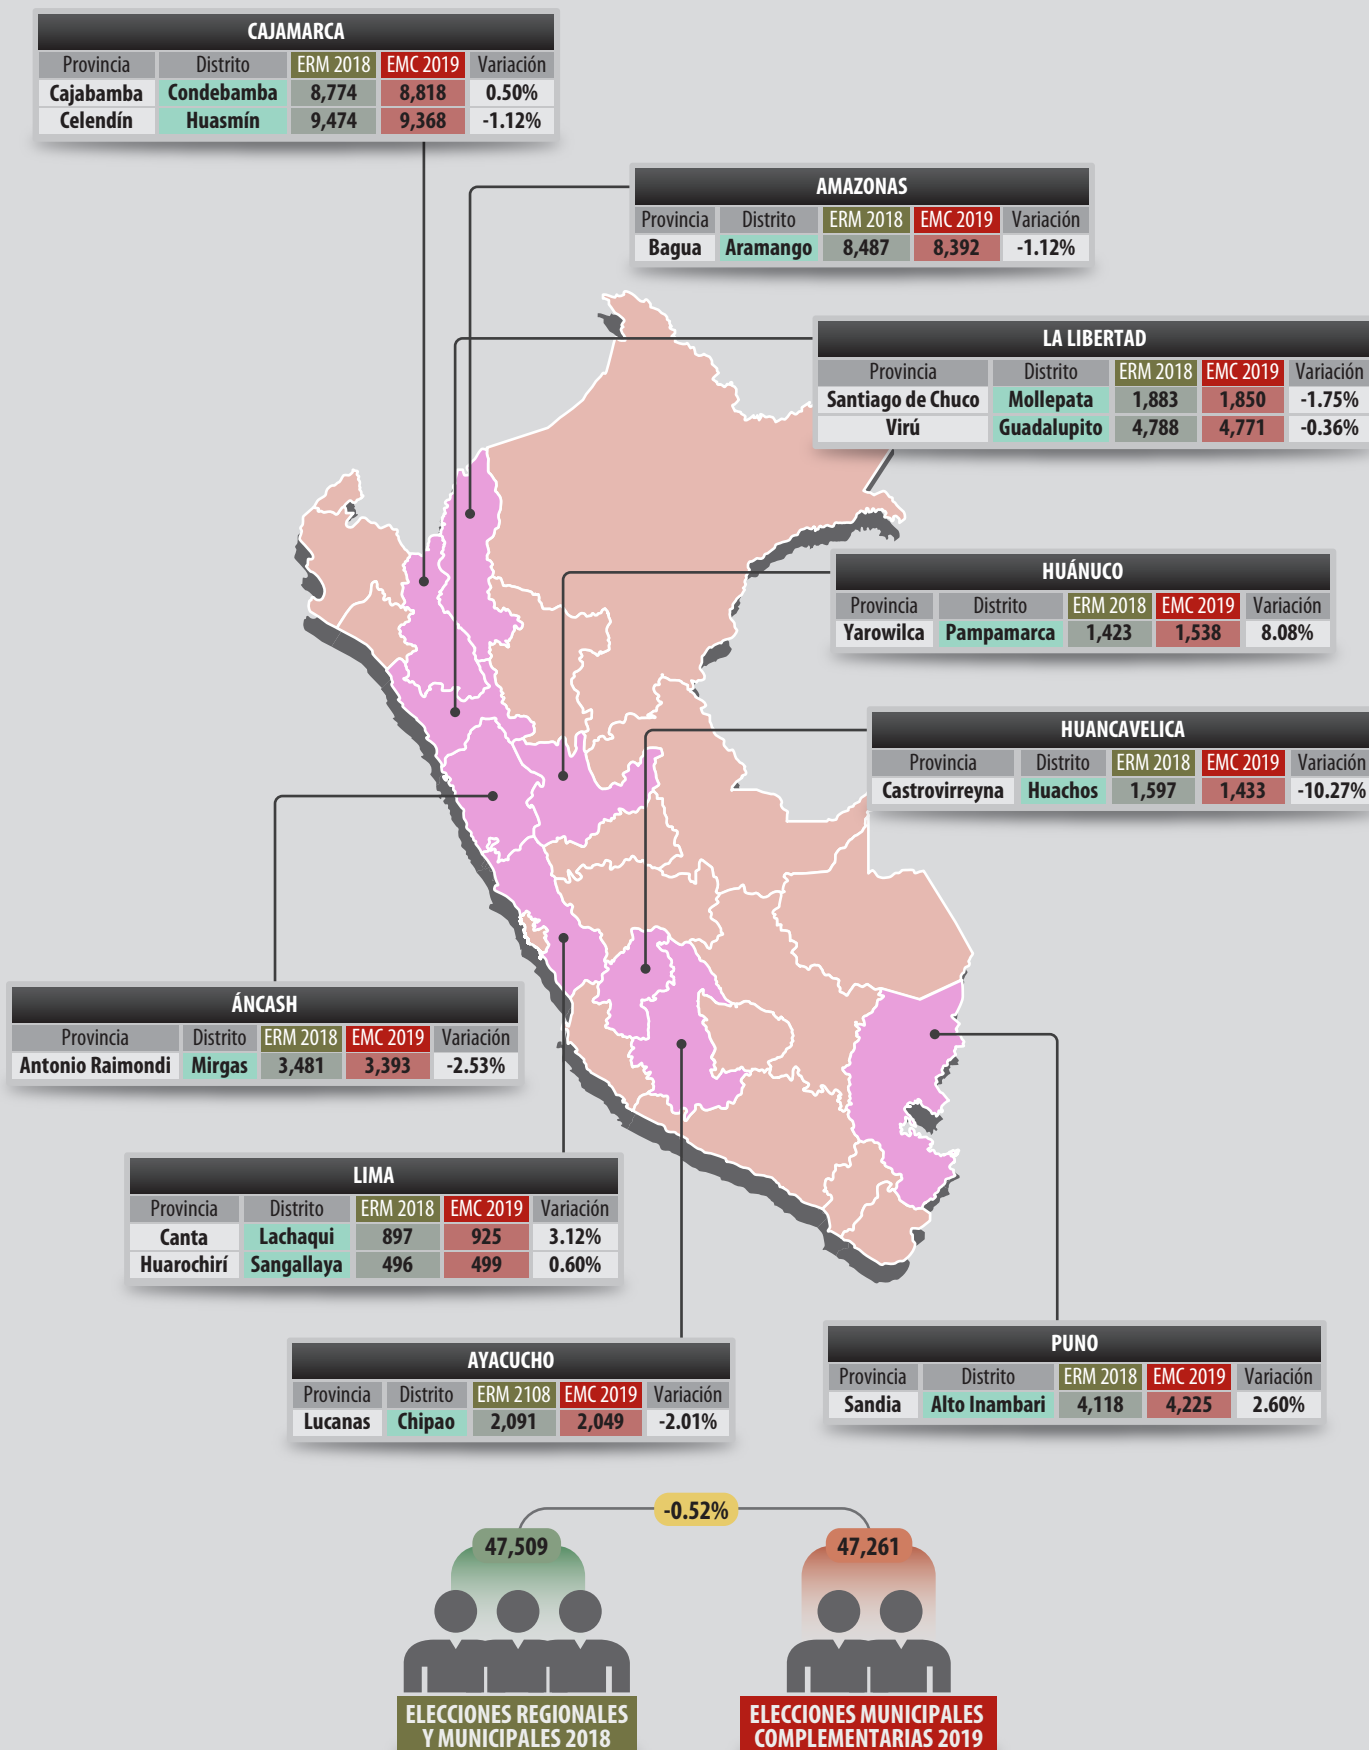 CAJAMARCA
Provincia Distrito ERM 2018 EMC 2019 Variación
Cajabamba Condebamba 8,774 8,818 0.50%
Celendín Huasmín 9,474 9,368 -1.12%
AMAZONAS
Provincia Distrito ERM 2018 EMC 2019 Variación
Bagua Aramango 8,487 8,392 -1.12%
LA LIBERTAD
Provincia Distrito ERM 2018 EMC 2019 Variación
Santiago de Chuco Mollepata 1,883 1,850 -1.75%
Virú Guadalupito 4,788 4,771 -0.36%
HUÁNUCO
Provincia Distrito ERM 2018 EMC 2019 Variación
Yarowilca Pampamarca 1,423 1,538 8.08%
HUANCAVELICA
Provincia Distrito ERM 2018 EMC 2019 Variación
Castrovirreyna Huachos 1,597 1,433 -10.27%
ÁNCASH
Provincia Distrito ERM 2018 EMC 2019 Variación
Antonio Raimondi Mirgas 3,481 3,393 -2.53%
LIMA
Provincia Distrito ERM 2018 EMC 2019 Variación
Canta Lachaqui 897 925 3.12%
Huarochirí Sangallaya 496 499 0.60%
AYACUCHO
Provincia Distrito ERM 2108 EMC 2019 Variación
Lucanas Chipao 2,091 2,049 -2.01%
PUNO
Provincia Distrito ERM 2018 EMC 2019 Variación
Sandia Alto Inambari 4,118 4,225 2.60%
-0.52%
47,509
47,261
ELECCIONES REGIONALES
Y MUNICIPALES 2018
ELECCIONES MUNICIPALES
COMPLEMENTARIAS 2019